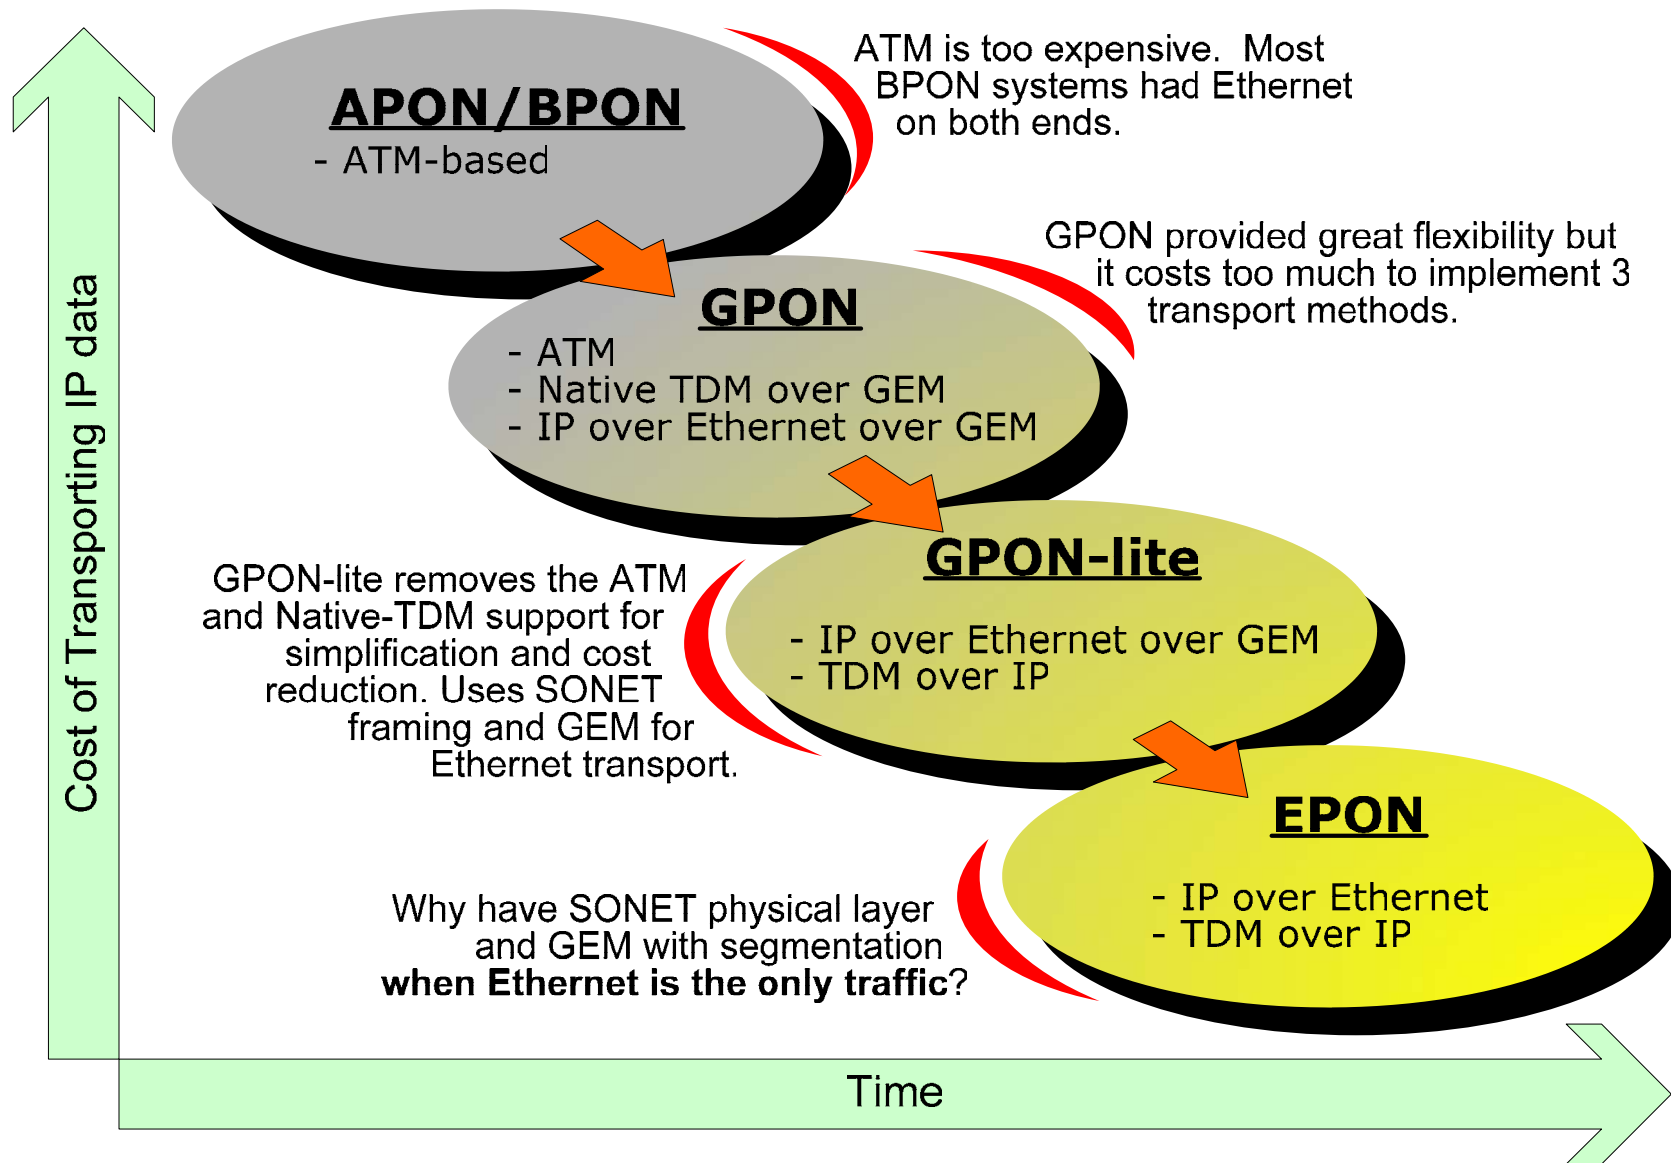 APON/BPON
- ATM-based
ATM is too expensive.  Most
BPON systems had Ethernet
on both ends.
GPON
- ATM
- Native TDM over GEM
- IP over Ethernet over GEM
GPON provided great flexibility but
it costs too much to implement 3
transport methods.
GPON-lite
- IP over Ethernet over GEM
- TDM over IP
GPON-lite removes the ATM
and Native-TDM support for
simplification and cost
reduction. Uses SONET
framing and GEM for
Ethernet transport.
EPON
- IP over Ethernet
- TDM over IP
Why have SONET physical layer
and GEM with segmentation
when Ethernet is the only traffic?
Cost of Transporting IP data
Time